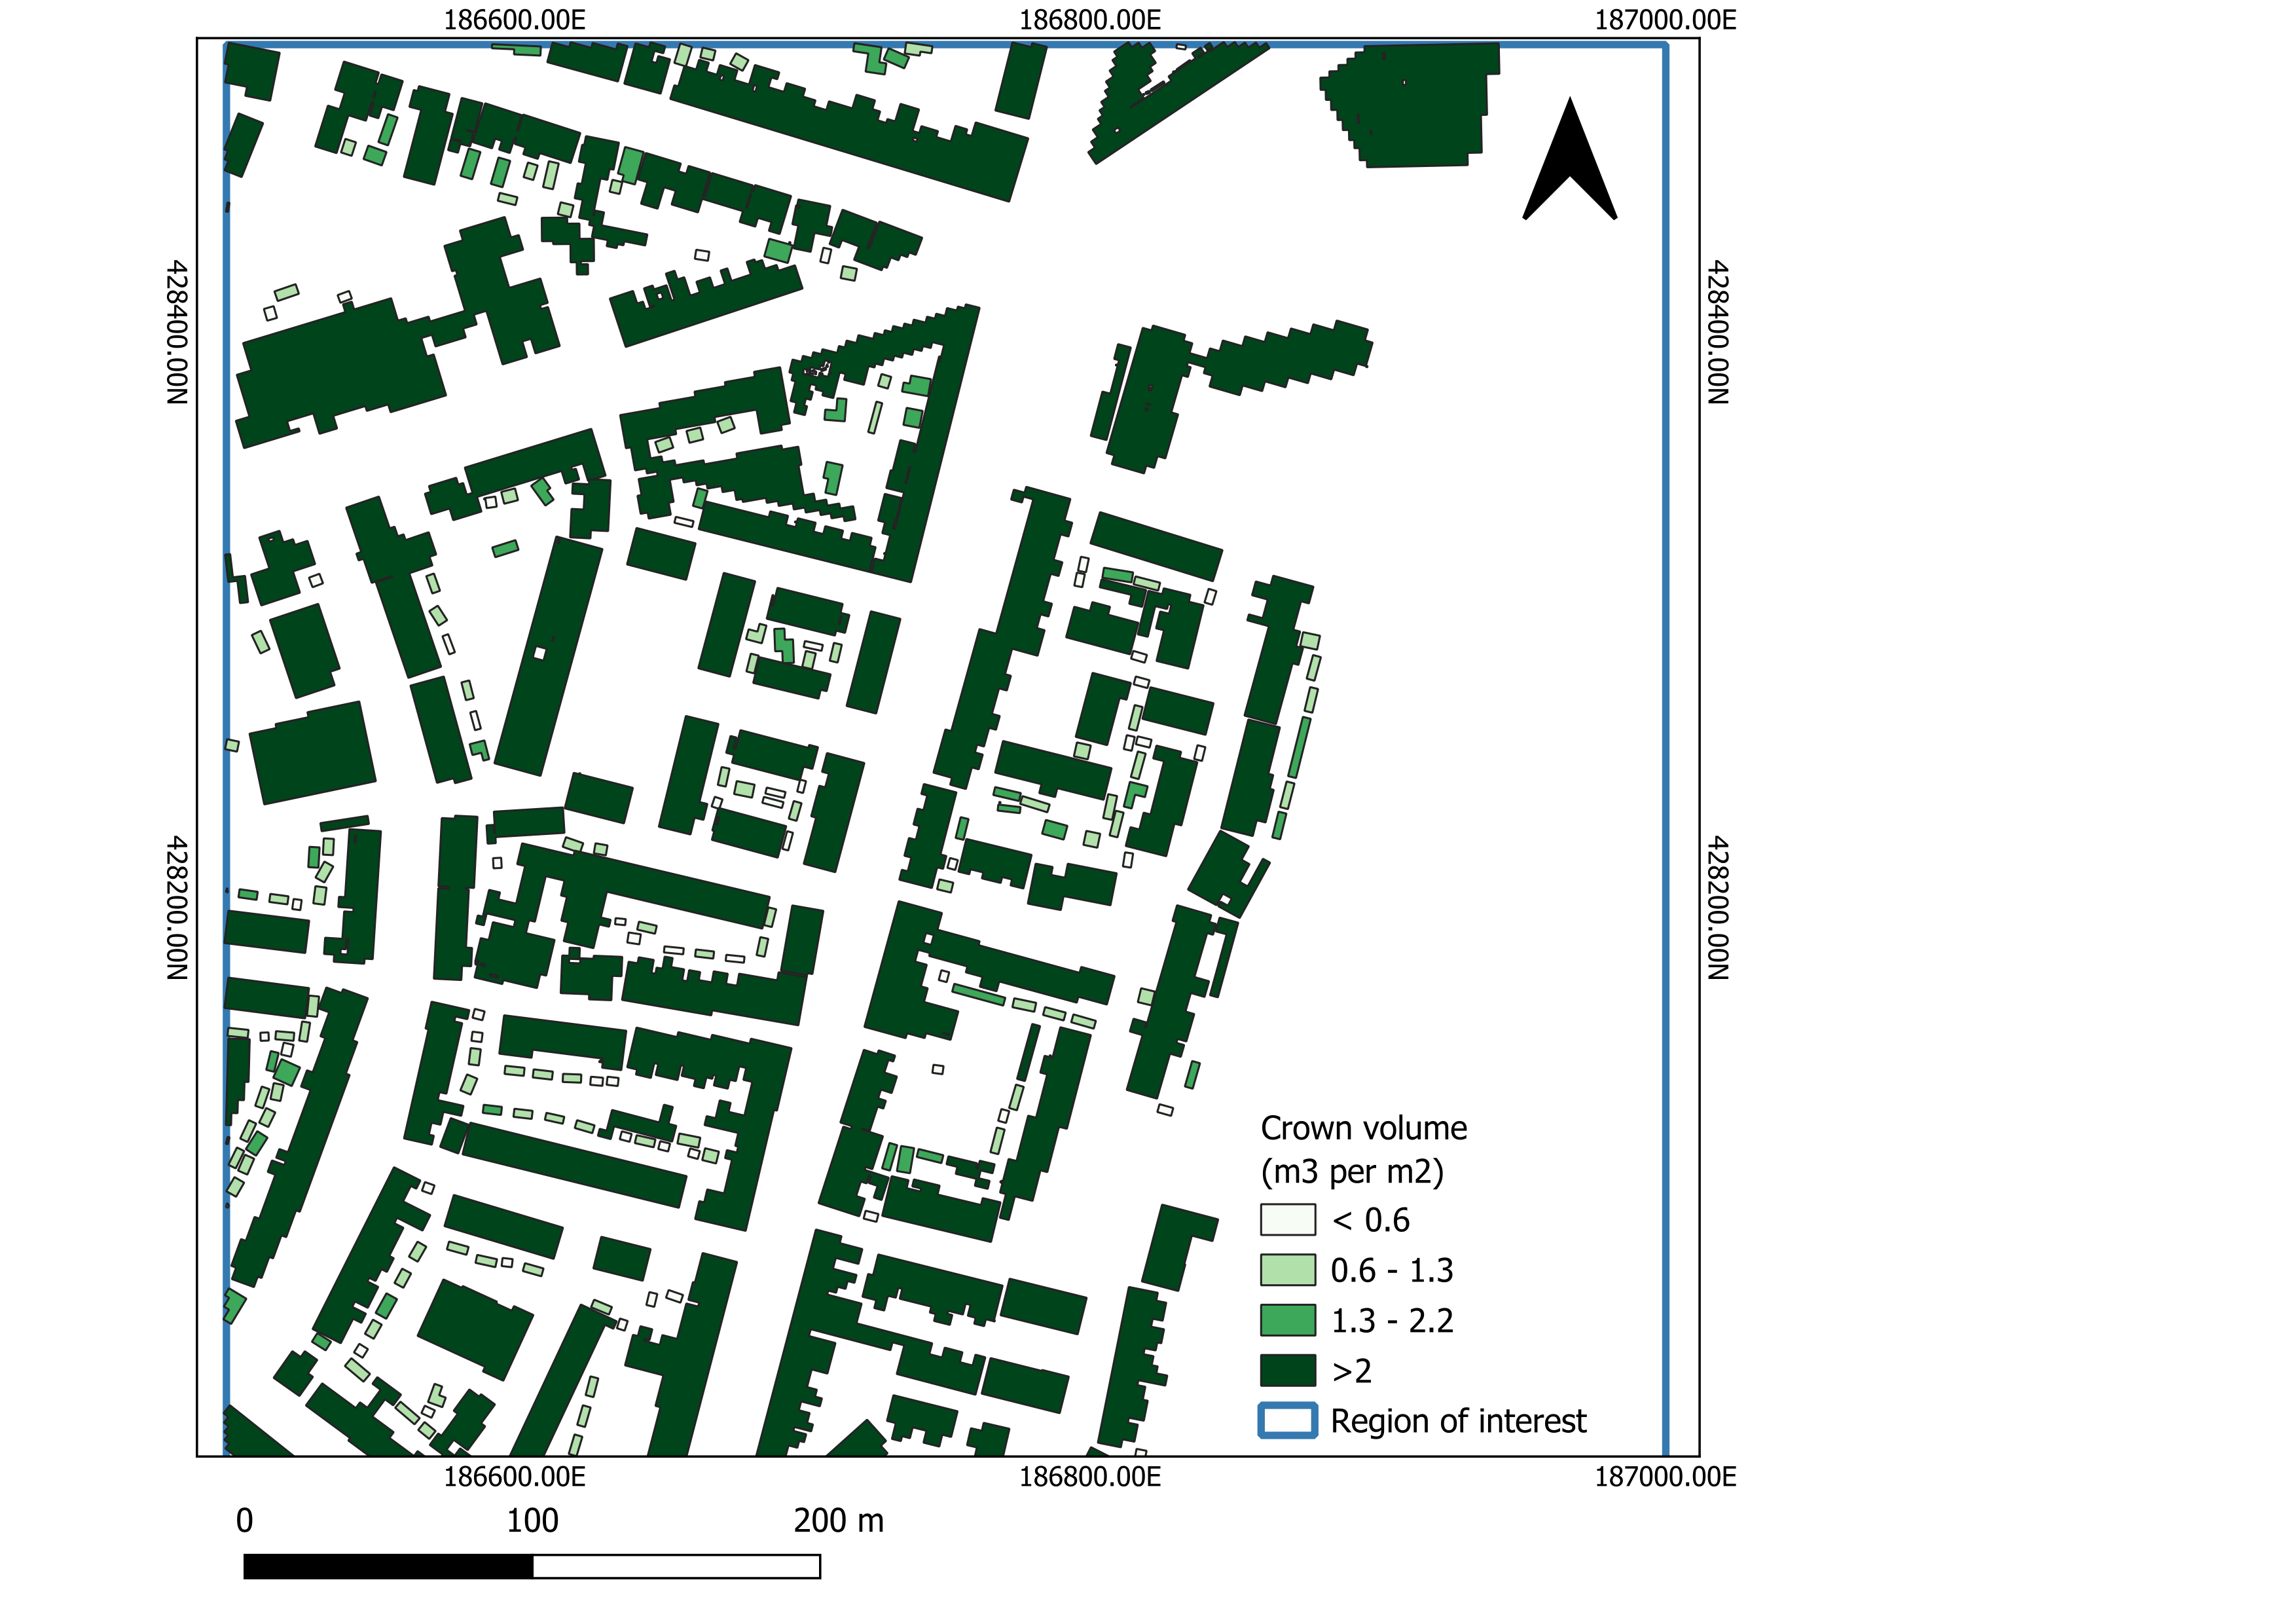 186600.00E 186800.00E 187000.00E
428400.00N 428400.00N
428200.00N 428200.00N
Crown volume
(m3 per m2)
< 0.6
0.6 - 1.3
1.3 - 2.2
>2
Region of interest
186600.00E 186800.00E 187000.00E
0 100 200 m